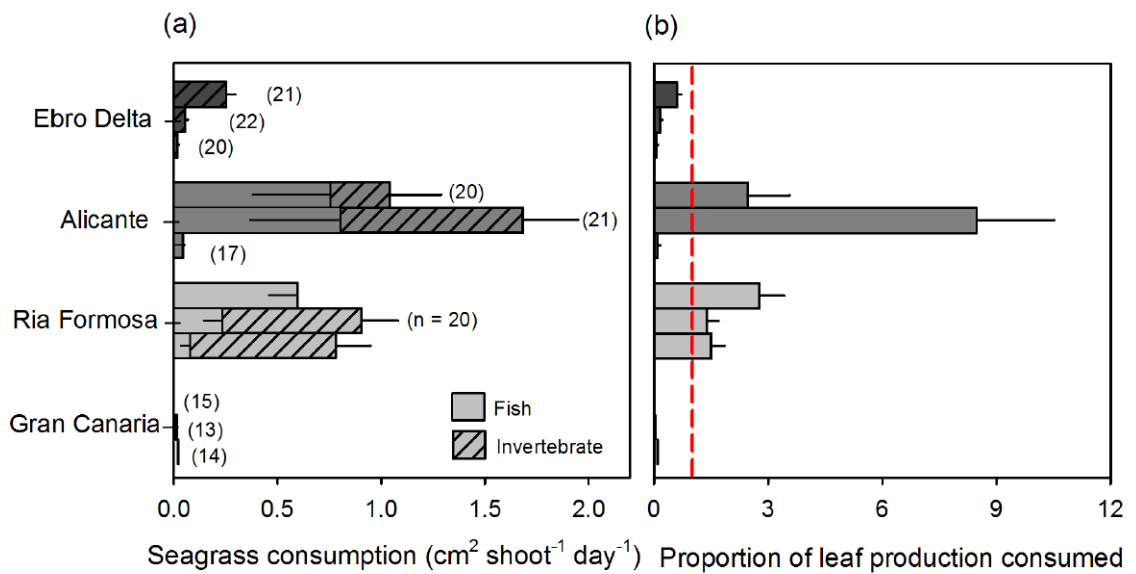 (a)
(b)
Ebro Delta
(21)
(22)
(20)
Alicante
(20)
(21)
(17)
Ria Formosa
(n = 20)
Gran Canaria
(15)
(13)
(14)
Fish
Invertebrate
0.0 0.5 1.0 1.5 2.0
0 3 6 9 12
Seagrass consumption (cm² shoot⁻¹ day⁻¹)
Proportion of leaf production consumed